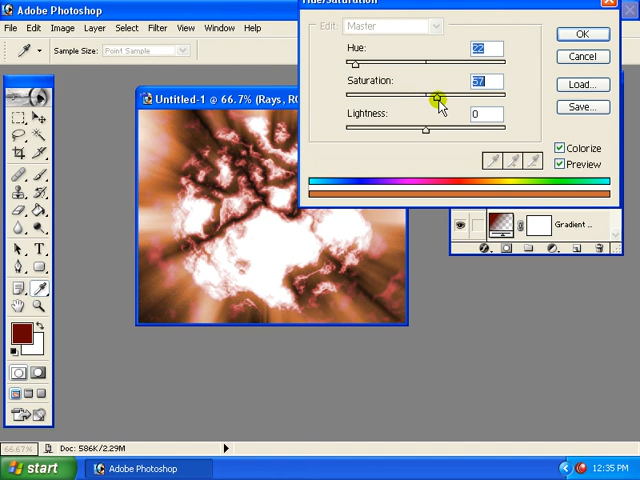 Adobe Photoshop
Hue/Saturation
File Edit Image Layer Select Filter View Window
Edit: Master
OK
Sample Size: Point Sample
Hue: 22
Cancel
Saturation: 57
Load...
Untitled-1 @ 66.7% (Rays, R
Save...
Lightness: 0
Colorize
Preview
Gradient ...
66.67%
Doc: 586K/2.29M
start
Adobe Photoshop
12:35 PM